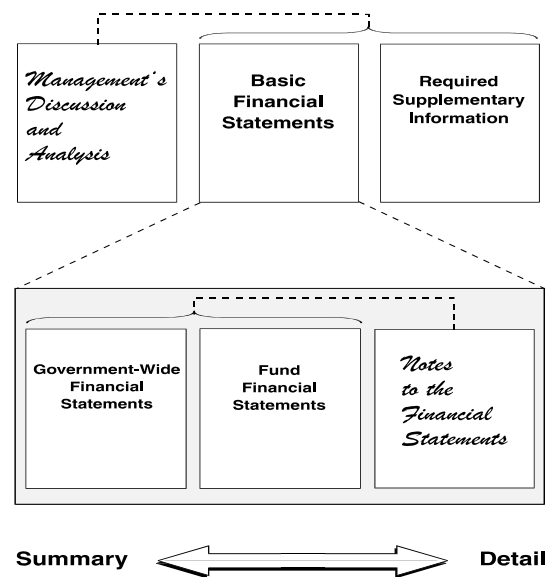 Management's
Discussion
and
Analysis
Basic
Financial
Statements
Required
Supplementary
Information
Government-Wide
Financial
Statements
Fund
Financial
Statements
Notes
to the
Financial
Statements
Summary
Detail